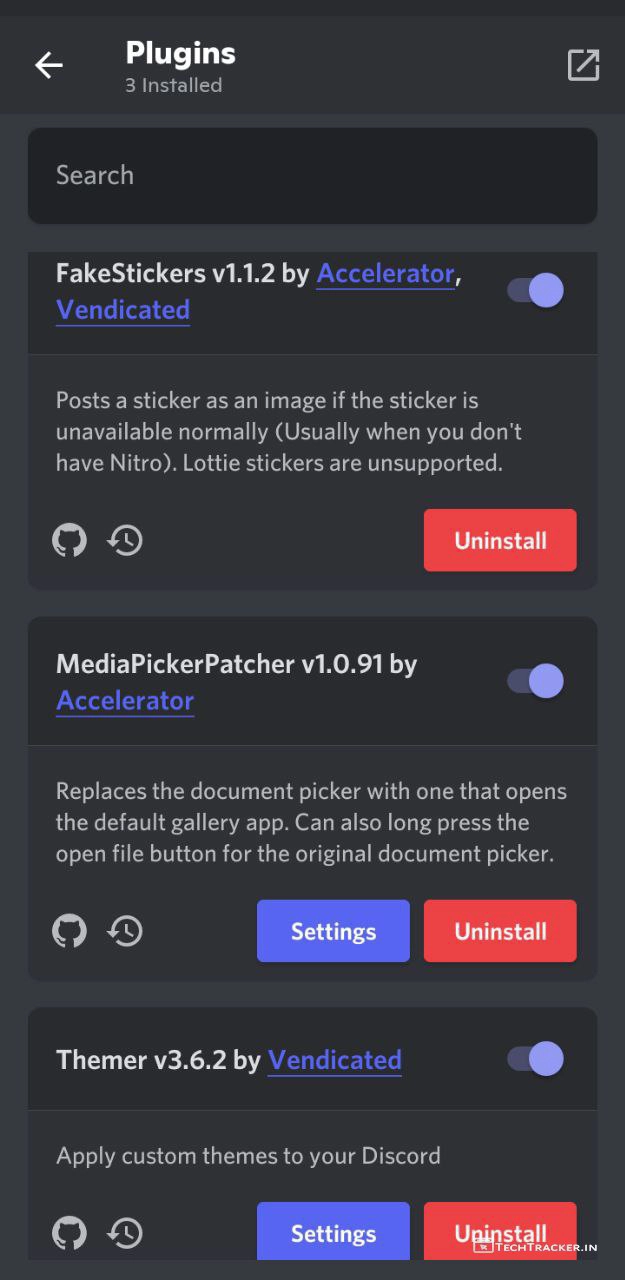 Plugins
3 Installed
Search
FakeStickers v1.1.2 by Accelerator,
Vendicated
Posts a sticker as an image if the sticker is
unavailable normally (Usually when you don't
have Nitro). Lottie stickers are unsupported.
Uninstall
MediaPickerPatcher v1.0.91 by
Accelerator
Replaces the document picker with one that opens
the default gallery app. Can also long press the
open file button for the original document picker.
Settings
Uninstall
Themer v3.6.2 by Vendicated
Apply custom themes to your Discord
Settings
Uninstall
TECHTRACKER.IN